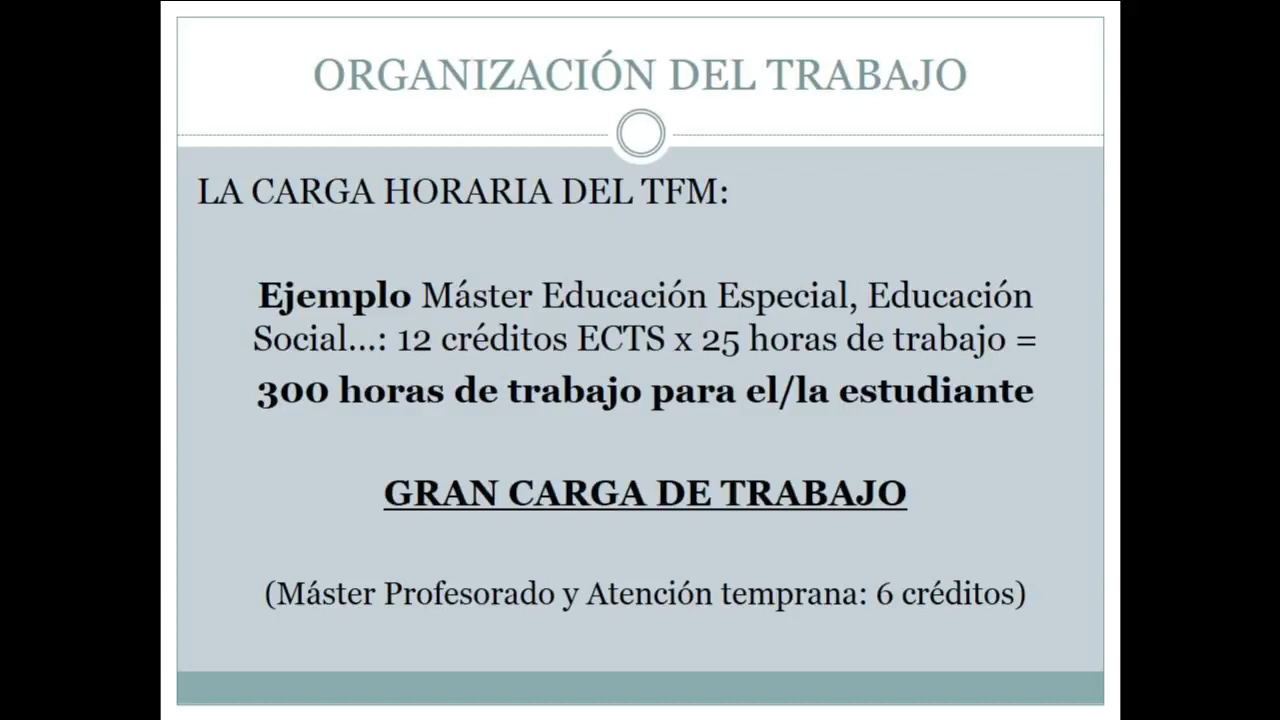 ORGANIZACIÓN DEL TRABAJO
LA CARGA HORARIA DEL TFM:
Ejemplo Máster Educación Especial, Educación
Social...: 12 créditos ECTS x 25 horas de trabajo =
300 horas de trabajo para el/la estudiante
GRAN CARGA DE TRABAJO
(Máster Profesorado y Atención temprana: 6 créditos)